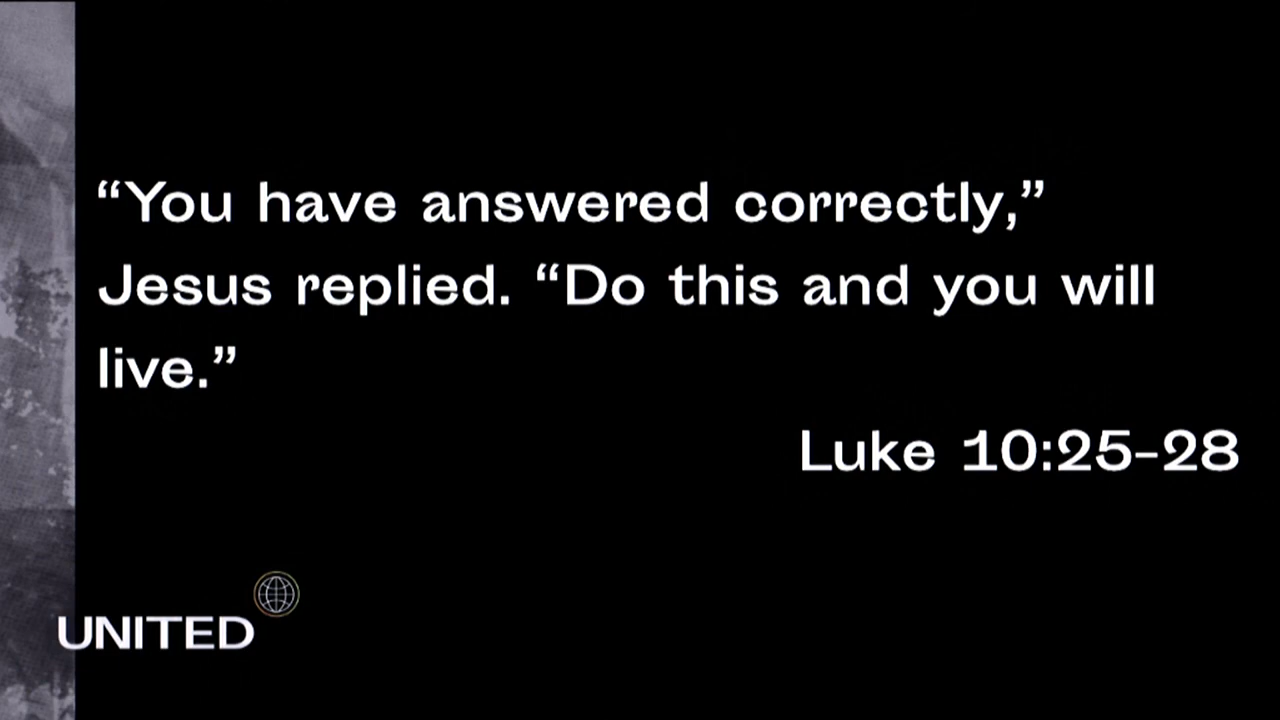 “You have answered correctly,”
Jesus replied. “Do this and you will
live.”
Luke 10:25–28
UNITED